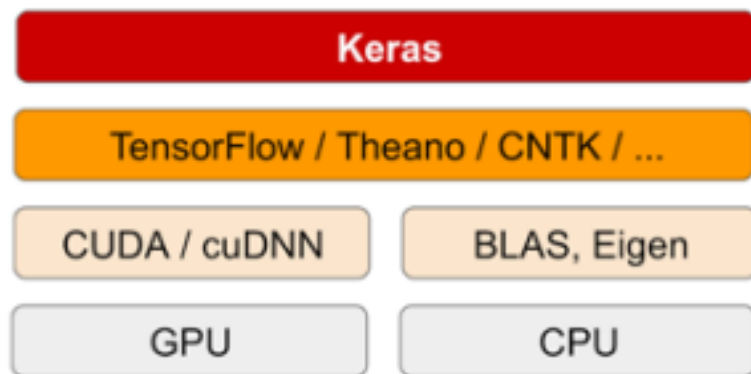 Keras
TensorFlow / Theano / CNTK / ...
CUDA / cuDNN
BLAS, Eigen
GPU
CPU